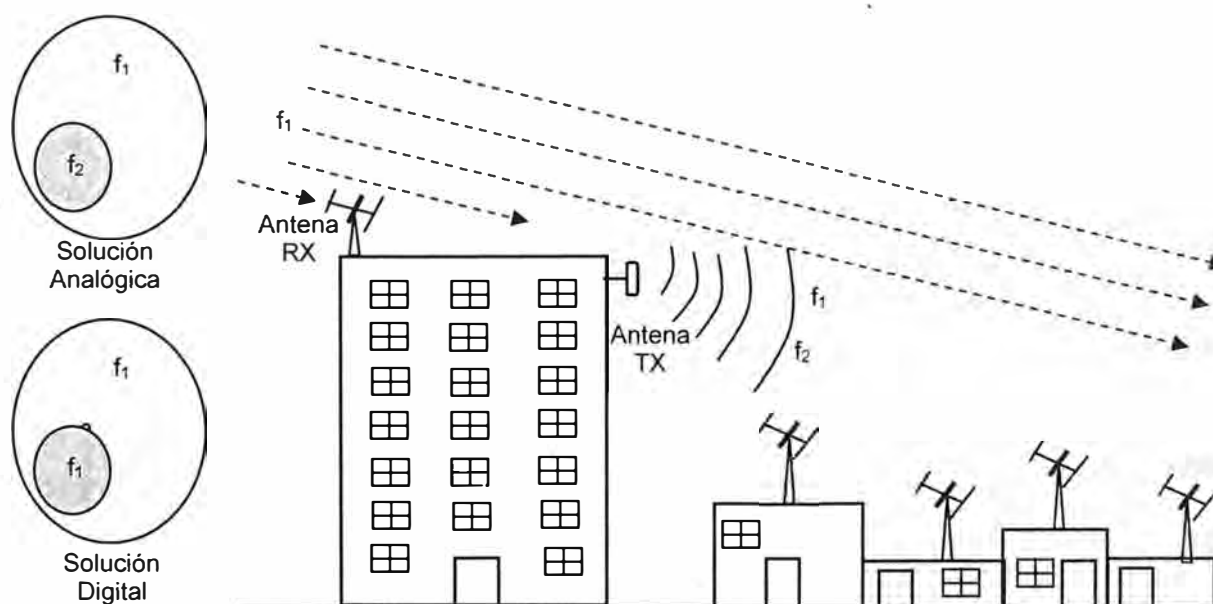 f₁
f₂
Solución
Analógica
f₁
f₁
Solución
Digital
f₁
Antena
RX
Antena
TX
f₁
f₂